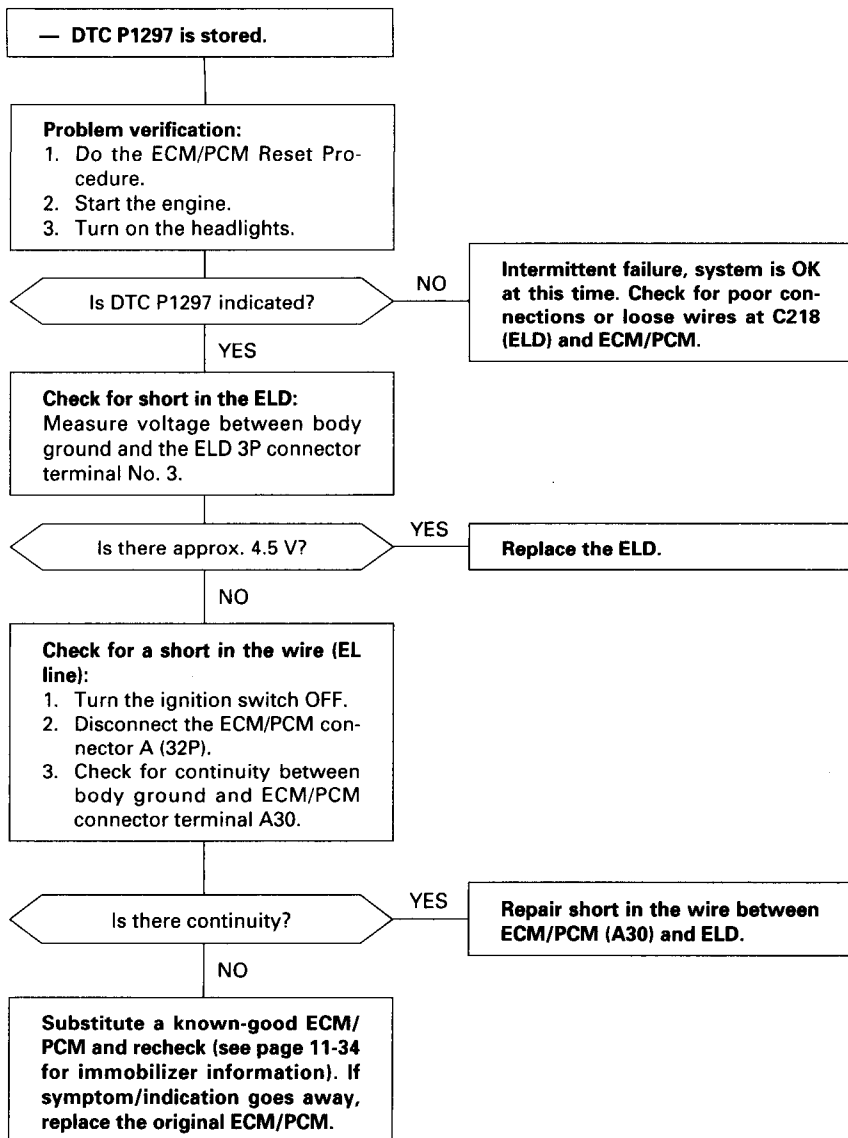 — DTC P1297 is stored.
Problem verification:
1. Do the ECM/PCM Reset Pro-
cedure.
2. Start the engine.
3. Turn on the headlights.
Is DTC P1297 indicated?
NO
Intermittent failure, system is OK
at this time. Check for poor con-
nections or loose wires at C218
(ELD) and ECM/PCM.
YES
Check for short in the ELD:
Measure voltage between body
ground and the ELD 3P connector
terminal No. 3.
Is there approx. 4.5 V?
YES
Replace the ELD.
NO
Check for a short in the wire (EL
line):
1. Turn the ignition switch OFF.
2. Disconnect the ECM/PCM con-
nector A (32P).
3. Check for continuity between
body ground and ECM/PCM
connector terminal A30.
Is there continuity?
YES
Repair short in the wire between
ECM/PCM (A30) and ELD.
NO
Substitute a known-good ECM/
PCM and recheck (see page 11-34
for immobilizer information). If
symptom/indication goes away,
replace the original ECM/PCM.